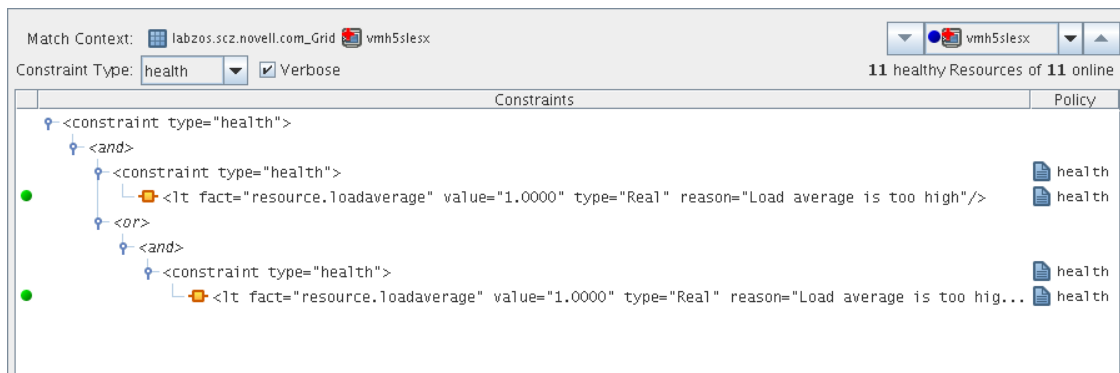 Match Context: labzos.scz.novell.com_Grid vmh5slesx vmh5slesx
Constraint Type: health Verbose 11 healthy Resources of 11 online
Constraints Policy
<constraint type="health">
<and>
<constraint type="health"> health
<lt fact="resource.loadaverage" value="1.0000" type="Real" reason="Load average is too high"/> health
<or>
<and>
<constraint type="health"> health
<lt fact="resource.loadaverage" value="1.0000" type="Real" reason="Load average is too hig... health